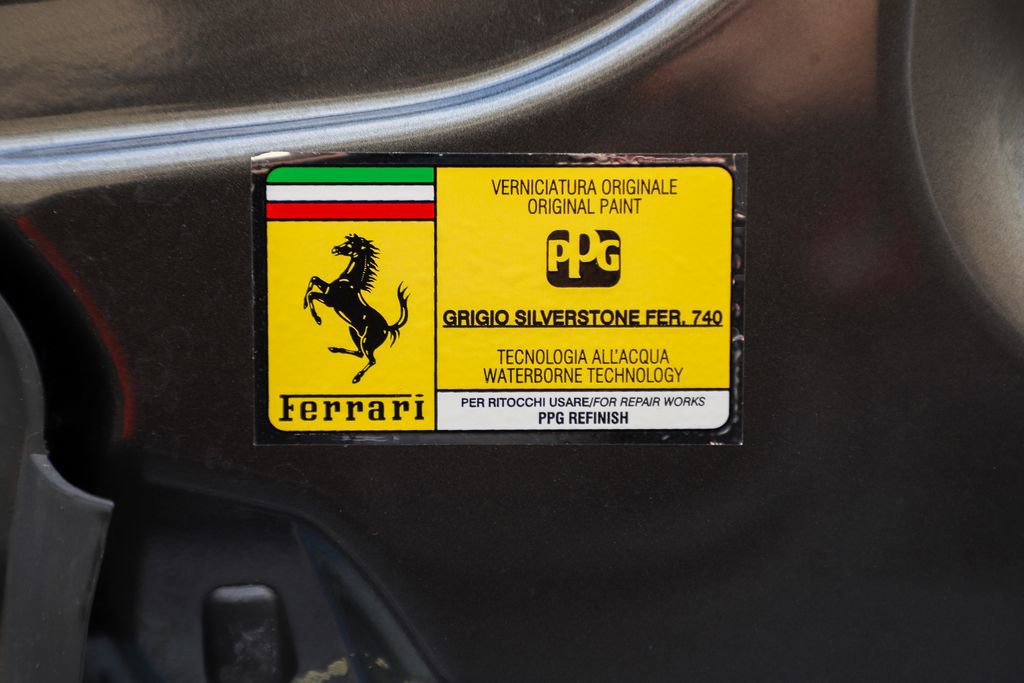 Ferrari
VERNICIATURA ORIGINALE
ORIGINAL PAINT
PPG
GRIGIO SILVERSTONE FER. 740
TECNOLOGIA ALL'ACQUA
WATERBORNE TECHNOLOGY
PER RITOCCHI USARE/FOR REPAIR WORKS
PPG REFINISH